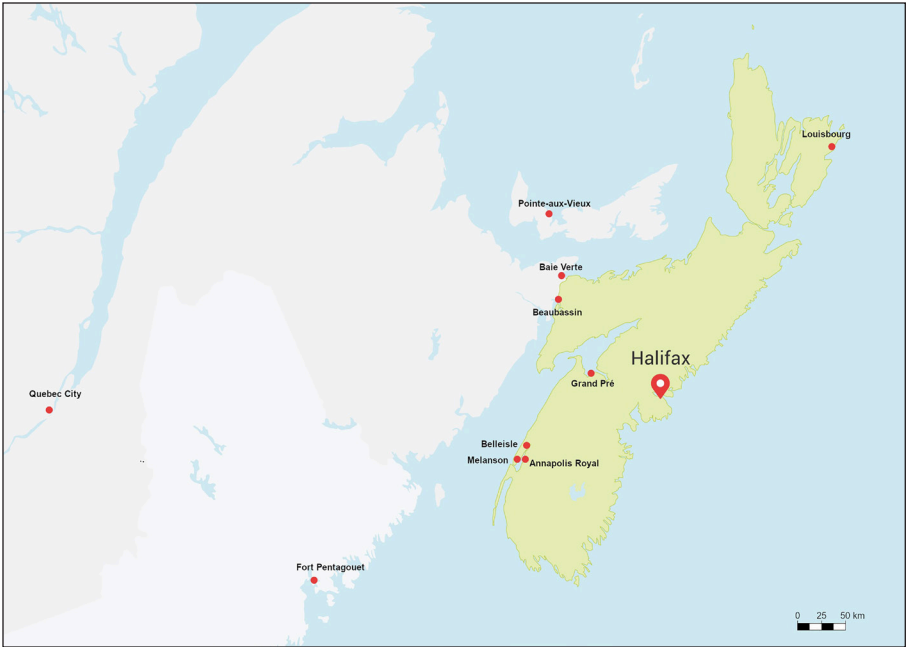 Louisbourg
Pointe-aux-Vieux
Baie Verte
Beaubassin
Halifax
Grand Pré
Quebec City
Belleisle
Melanson
Annapolis Royal
Fort Pentagouet
0 25 50 km